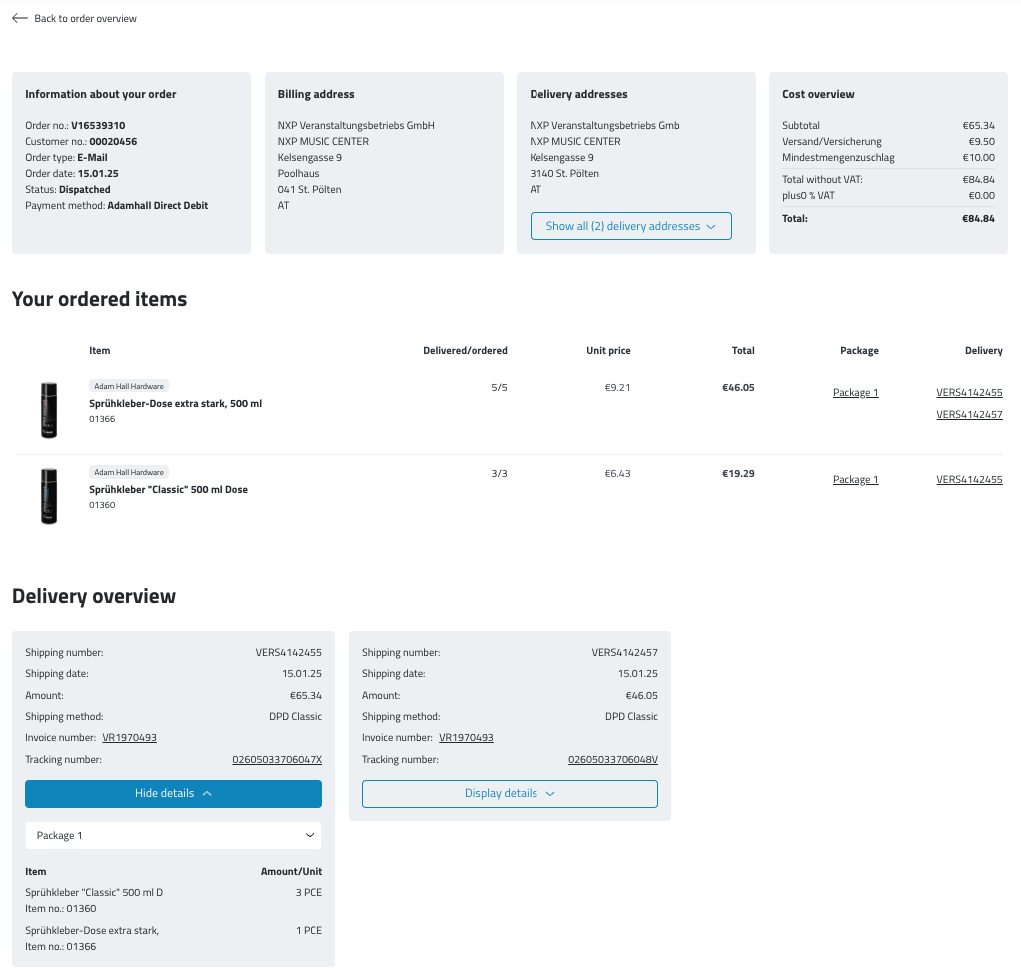 Back to order overview
Information about your order
Order no.: V16539310
Customer no.: 00020456
Order type: E-Mail
Order date: 15.01.25
Status: Dispatched
Payment method: Adamhall Direct Debit
Billing address
NXP Veranstaltungsbetriebs GmbH
NXP MUSIC CENTER
Kelsengasse 9
Poolhaus
041 St. Pölten
AT
Delivery addresses
NXP Veranstaltungsbetriebs Gmb
NXP MUSIC CENTER
Kelsengasse 9
3140 St. Pölten
AT
Show all (2) delivery addresses
Cost overview
Subtotal €65.34
Versand/Versicherung €9.50
Mindestmengenzuschlag €10.00
Total without VAT: €84.84
plus0 % VAT €0.00
Total: €84.84
Your ordered items
Item Delivered/ordered Unit price Total Package Delivery
Adam Hall Hardware
Sprühkleber-Dose extra stark, 500 ml
01366
5/5 €9.21 €46.05 Package 1 VERS4142455
VERS4142457
Adam Hall Hardware
Sprühkleber "Classic" 500 ml Dose
01360
3/3 €6.43 €19.29 Package 1 VERS4142455
Delivery overview
Shipping number: VERS4142455
Shipping date: 15.01.25
Amount: €65.34
Shipping method: DPD Classic
Invoice number: VR1970493
Tracking number: 02605033706047X
Hide details
Package 1
Item Amount/Unit
Sprühkleber "Classic" 500 ml D 3 PCE
Item no.: 01360
Sprühkleber-Dose extra stark, 1 PCE
Item no.: 01366
Shipping number: VERS4142457
Shipping date: 15.01.25
Amount: €46.05
Shipping method: DPD Classic
Invoice number: VR1970493
Tracking number: 02605033706048V
Display details